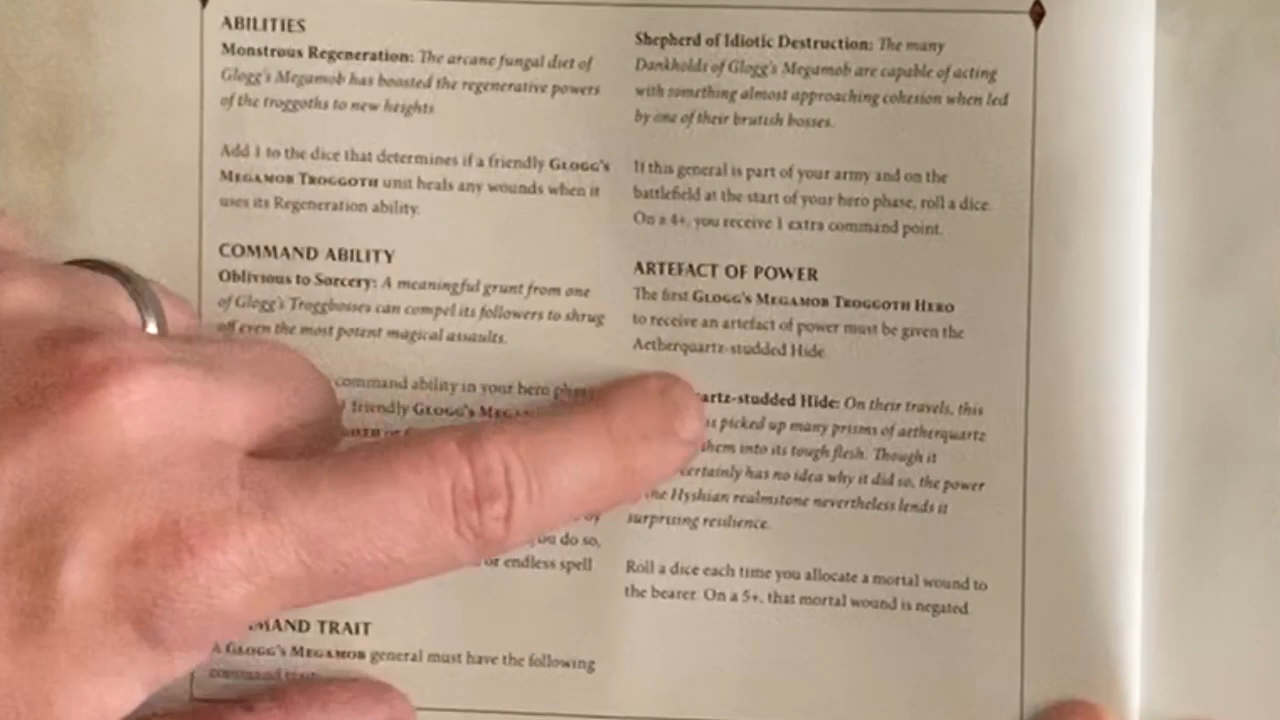 ABILITIES
Monstrous Regeneration: The arcane fungal diet of
Glogg's Megamob has boosted the regenerative powers
of the troggoths to new heights.
Add 1 to the dice that determines if a friendly GLOGG'S
MEGAMOB TROGGOTH unit heals any wounds when it
uses its Regeneration ability.
COMMAND ABILITY
Oblivious to Sorcery: A meaningful grunt from one
of Glogg's Troggbosses can compel its followers to shrug
off even the most potent magical assaults.
command ability in your hero phase
friendly GLOGG'S
do so,
or endless spell
TRAIT
A GLOGG'S MEGAMOB general must have the following
command trait:
Shepherd of Idiotic Destruction: The many
Dankholds of Glogg's Megamob are capable of acting
with something almost approaching cohesion when led
by one of their brutish bosses.
If this general is part of your army and on the
battlefield at the start of your hero phase, roll a dice.
On a 4+, you receive 1 extra command point.
ARTEFACT OF POWER
The first GLOGG'S MEGAMOB TROGGOTH HERO
to receive an artefact of power must be given the
Aetherquartz-studded Hide.
artz-studded Hide: On their travels, this
picked up many prisms of aetherquartz
them into its tough flesh. Though it
certainly has no idea why it did so, the power
the Hyshian realmstone nevertheless lends it
surprising resilience.
Roll a dice each time you allocate a mortal wound to
the bearer. On a 5+, that mortal wound is negated.